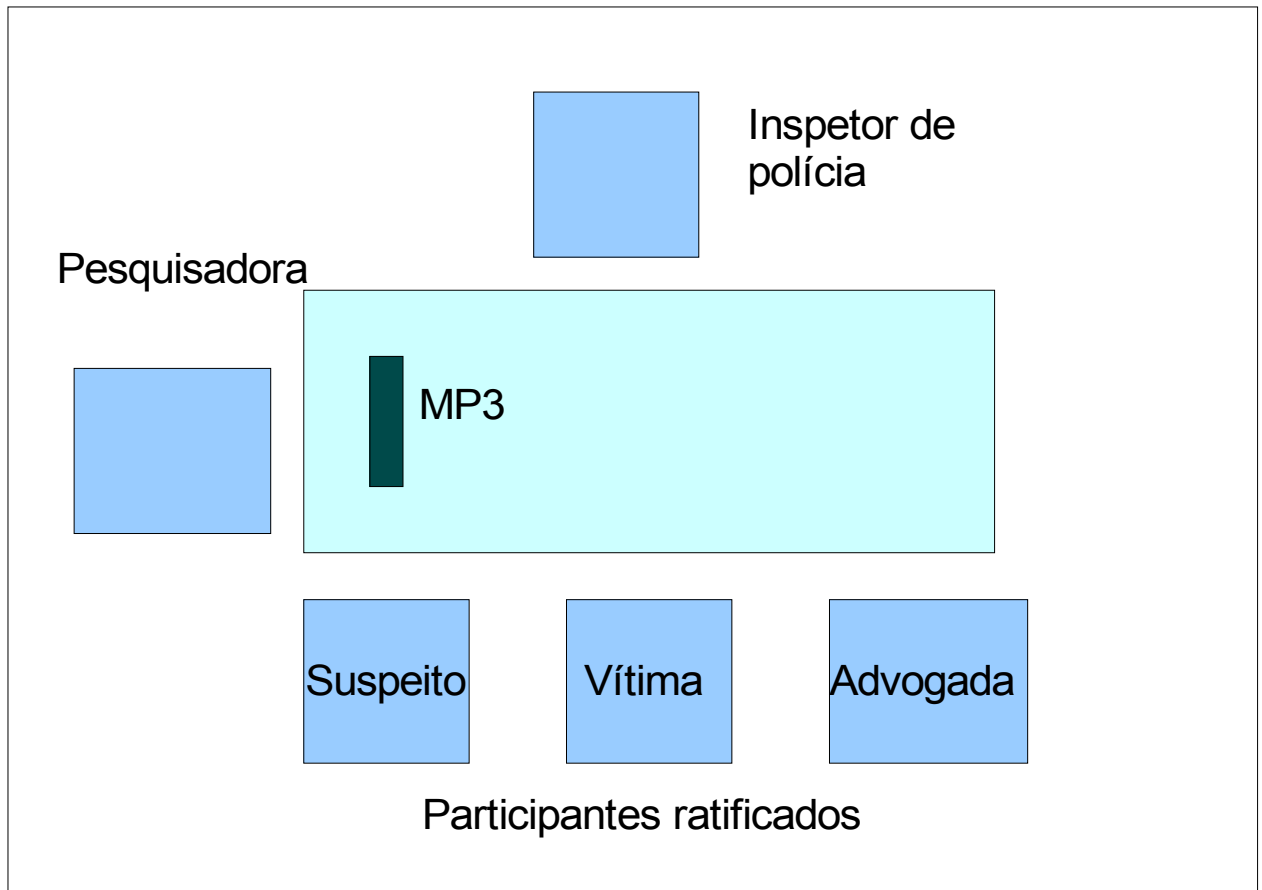 Inspetor de
polícia
Pesquisadora
MP3
Suspeito
Vítima
Advogada
Participantes ratificados